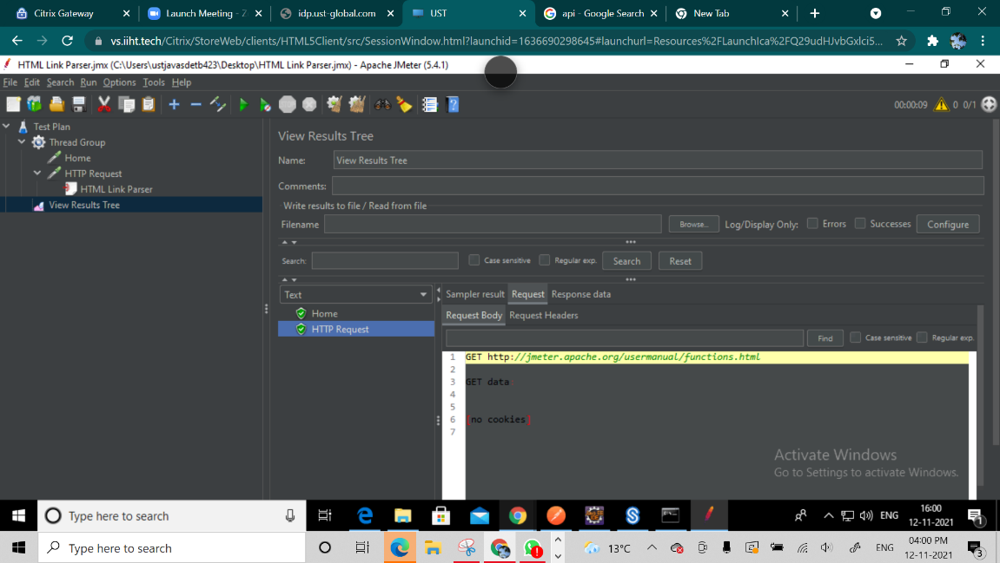 Citrix Gateway
Launch Meeting - Z
idp.ust-global.com
UST
api - Google Search
New Tab
vs.iiht.tech/Citrix/StoreWeb/clients/HTML5Client/src/SessionWindow.html?launchid=1636690298645#launchurl=Resources%2FLaunchIca%2FQ29udHJvbGxlci5...
HTML Link Parser.jmx (C:\Users\ustjavasdetb423\Desktop\HTML Link Parser.jmx) - Apache JMeter (5.4.1)
File Edit Search Run Options Tools Help
00:00:09 0 0/1
Test Plan
Thread Group
Home
HTTP Request
HTML Link Parser
View Results Tree
View Results Tree
Name: View Results Tree
Comments:
Write results to file / Read from file
Filename Browse... Log/Display Only: Errors Successes Configure
Search: Case sensitive Regular exp. Search Reset
Text
Home
HTTP Request
Sampler result Request Response data
Request Body Request Headers
Find Case sensitive Regular exp.
1 GET http://jmeter.apache.org/usermanual/functions.html
2
3 GET data:
4
5
6 [no cookies]
7
Activate Windows
Go to Settings to activate Windows.
Type here to search
ENG
16:00
12-11-2021
1
Type here to search
13°C
ENG
04:00 PM
12-11-2021
3